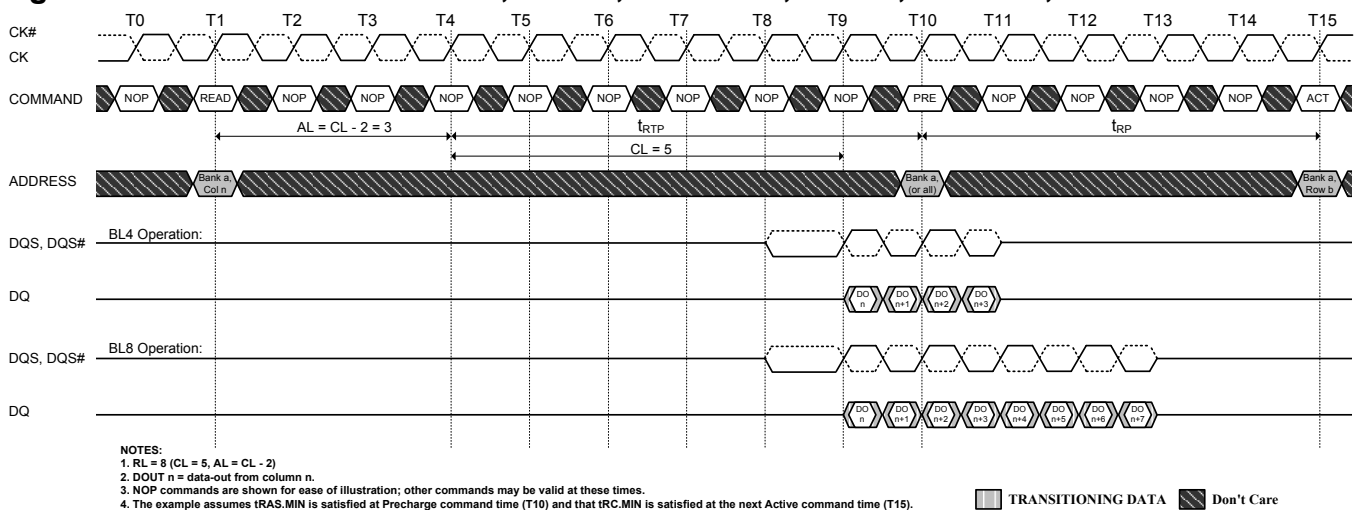 T0 T1 T2 T3 T4 T5 T6 T7 T8 T9 T10 T11 T12 T13 T14 T15
CK#
CK
COMMAND NOP READ NOP NOP NOP NOP NOP NOP NOP NOP PRE NOP NOP NOP NOP ACT
AL = CL - 2 = 3 tRTP tRP
CL = 5
ADDRESS Bank a, Col n Bank a, (or all) Bank a, Row b
BL4 Operation:
DQS, DQS#
DQ DO n DO n+1 DO n+2 DO n+3
BL8 Operation:
DQS, DQS#
DQ DO n DO n+1 DO n+2 DO n+3 DO n+4 DO n+5 DO n+6 DO n+7
NOTES:
1. RL = 8 (CL = 5, AL = CL - 2)
2. DOUT n = data-out from column n.
3. NOP commands are shown for ease of illustration; other commands may be valid at these times.
4. The example assumes tRAS.MIN is satisfied at Precharge command time (T10) and that tRC.MIN is satisfied at the next Active command time (T15).
TRANSITIONING DATA Don't Care